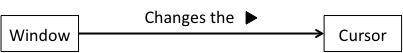 Changes the ▶
Window
Cursor